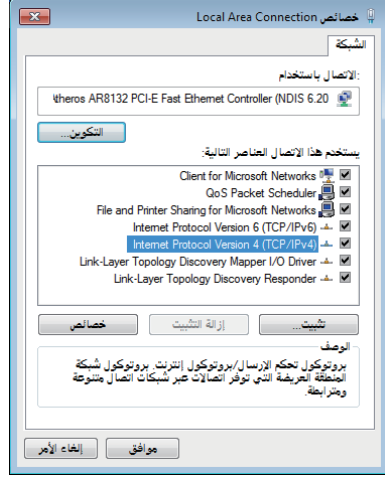 خصائص Local Area Connection
الشبكة
الاتصال باستخدام:
theros AR8132 PCI-E Fast Ethernet Controller (NDIS 6.20
التكوين...
يستخدم هذا الاتصال العناصر التالية:
Client for Microsoft Networks
QoS Packet Scheduler
File and Printer Sharing for Microsoft Networks
Internet Protocol Version 6 (TCP/IPv6)
Internet Protocol Version 4 (TCP/IPv4)
Link-Layer Topology Discovery Mapper I/O Driver
Link-Layer Topology Discovery Responder
تثبيت...
إزالة التثبيت
خصائص
الوصف
بروتوكول تحكم الإرسال/بروتوكول إنترنت. بروتوكول شبكة
المنطقة العريضة التي توفر اتصالات عبر شبكات اتصال متنوعة
ومترابطة.
موافق
إلغاء الأمر